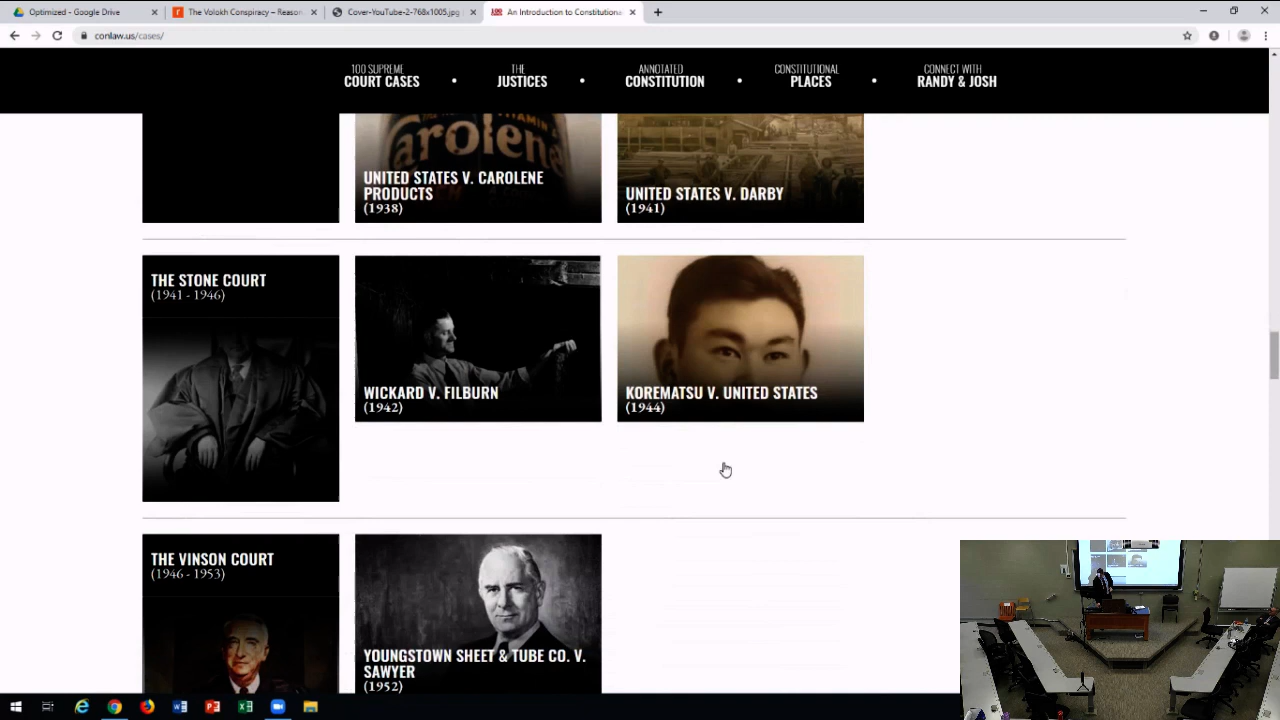 Optimized - Google Drive
The Volokh Conspiracy – Reason
Cover-YouTube-2-768x1005.jpg
An Introduction to Constitutiona
conlaw.us/cases/
100 SUPREME
COURT CASES
THE
JUSTICES
ANNOTATED
CONSTITUTION
CONSTITUTIONAL
PLACES
CONNECT WITH
RANDY & JOSH
arolene
UNITED STATES V. CAROLENE
PRODUCTS
(1938)
UNITED STATES V. DARBY
(1941)
THE STONE COURT
(1941 - 1946)
WICKARD V. FILBURN
(1942)
KOREMATSU V. UNITED STATES
(1944)
THE VINSON COURT
(1946 - 1953)
YOUNGSTOWN SHEET & TUBE CO. V.
SAWYER
(1952)